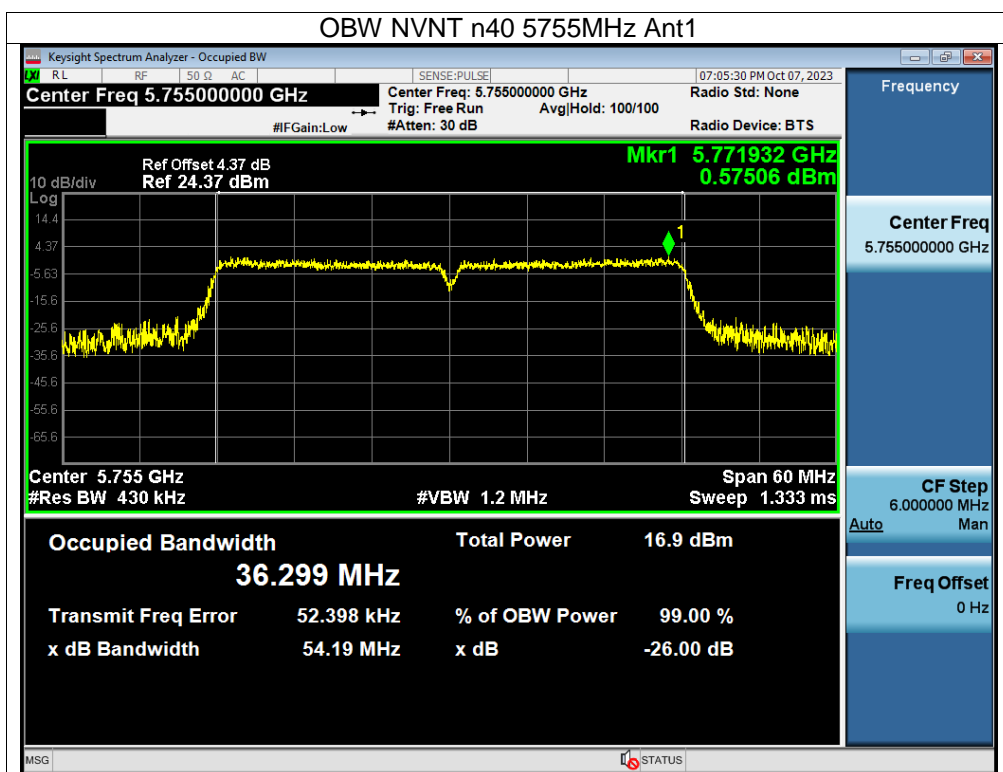 OBW NVNT n40 5755MHz Ant1
Keysight Spectrum Analyzer - Occupied BW
LXI RL RF 50 Ω AC SENSE:PULSE 07:05:30 PM Oct 07, 2023
Center Freq 5.755000000 GHz
Center Freq: 5.755000000 GHz
Radio Std: None
Trig: Free Run Avg|Hold: 100/100
#IFGain:Low #Atten: 30 dB Radio Device: BTS
Mkr1 5.771932 GHz
0.57506 dBm
Ref Offset 4.37 dB
10 dB/div Ref 24.37 dBm
Log
14.4
4.37
-5.63
-15.6
-25.6
-35.6
-45.6
-55.6
-65.6
1
Center 5.755 GHz Span 60 MHz
#Res BW 430 kHz #VBW 1.2 MHz Sweep 1.333 ms
Occupied Bandwidth Total Power 16.9 dBm
36.299 MHz
Transmit Freq Error 52.398 kHz % of OBW Power 99.00 %
x dB Bandwidth 54.19 MHz x dB -26.00 dB
MSG STATUS
Frequency
Center Freq
5.755000000 GHz
CF Step
6.000000 MHz
Auto Man
Freq Offset
0 Hz